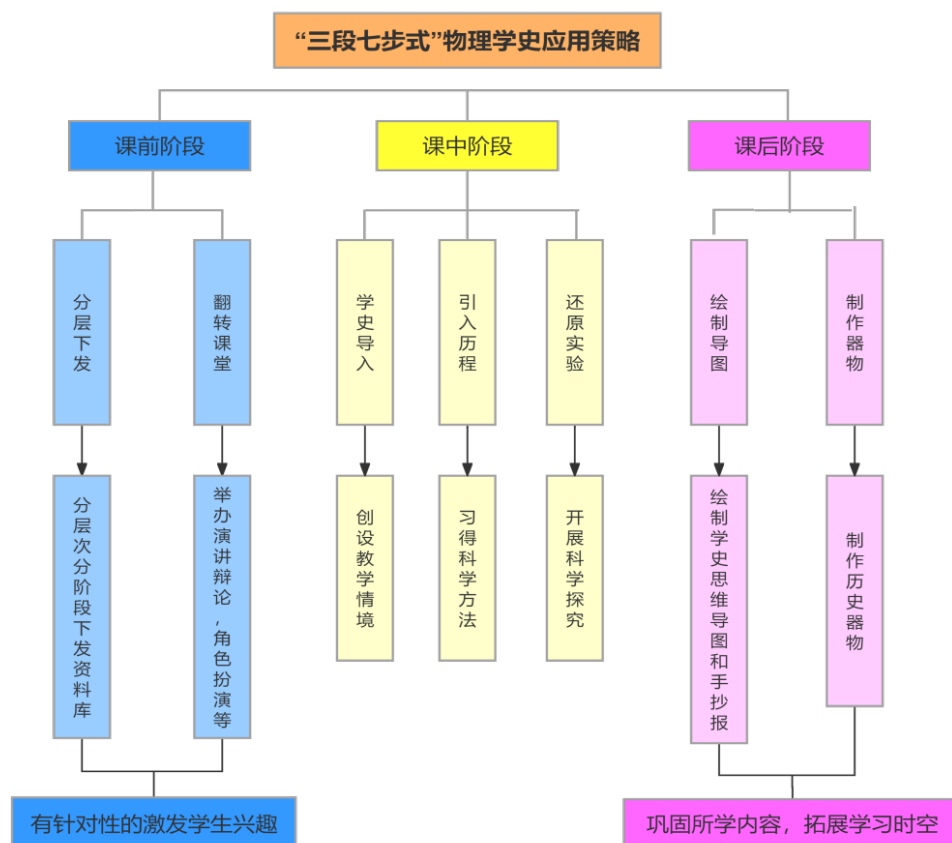 “三段七步式”物理学史应用策略
课前阶段
课中阶段
课后阶段
分层下发
翻转课堂
学史导入
引入历程
还原实验
绘制导图
制作器物
分层次分阶段下发资料库
举办演讲辩论，角色扮演等
创设教学情境
习得科学方法
开展科学探究
绘制学史思维导图和手抄报
制作历史器物
有针对性的激发学生兴趣
巩固所学内容，拓展学习时空